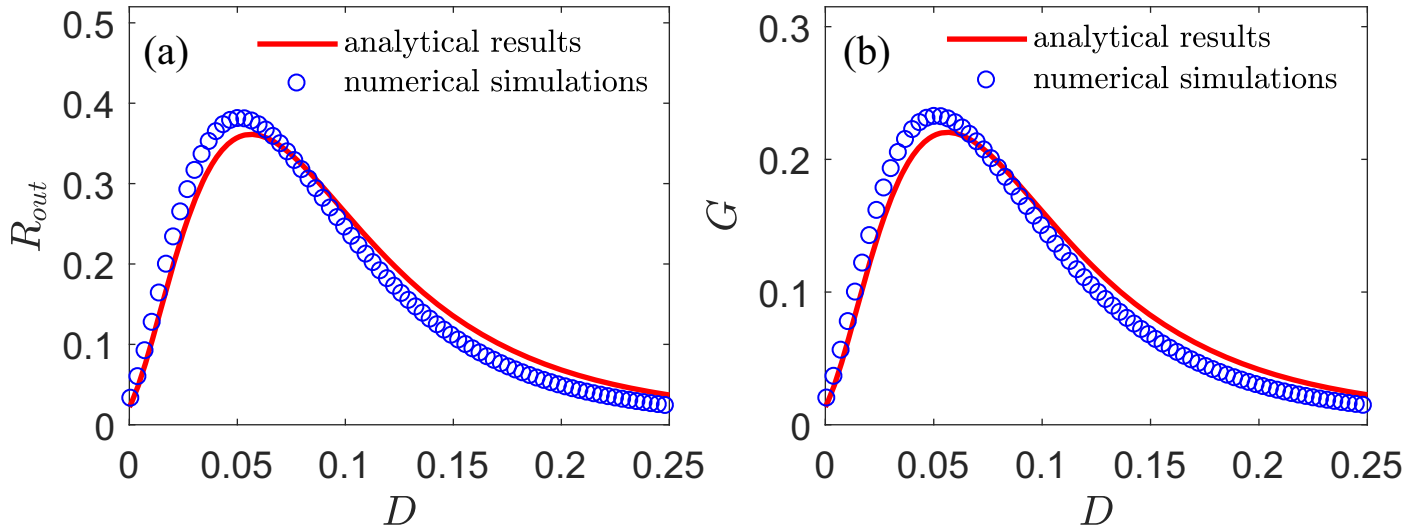 (a)
analytical results
numerical simulations
0.5
0.4
0.3
0.2
0.1
0
R_{out}
0 0.05 0.1 0.15 0.2 0.25
D
(b)
analytical results
numerical simulations
0.3
0.2
0.1
0
G
0 0.05 0.1 0.15 0.2 0.25
D